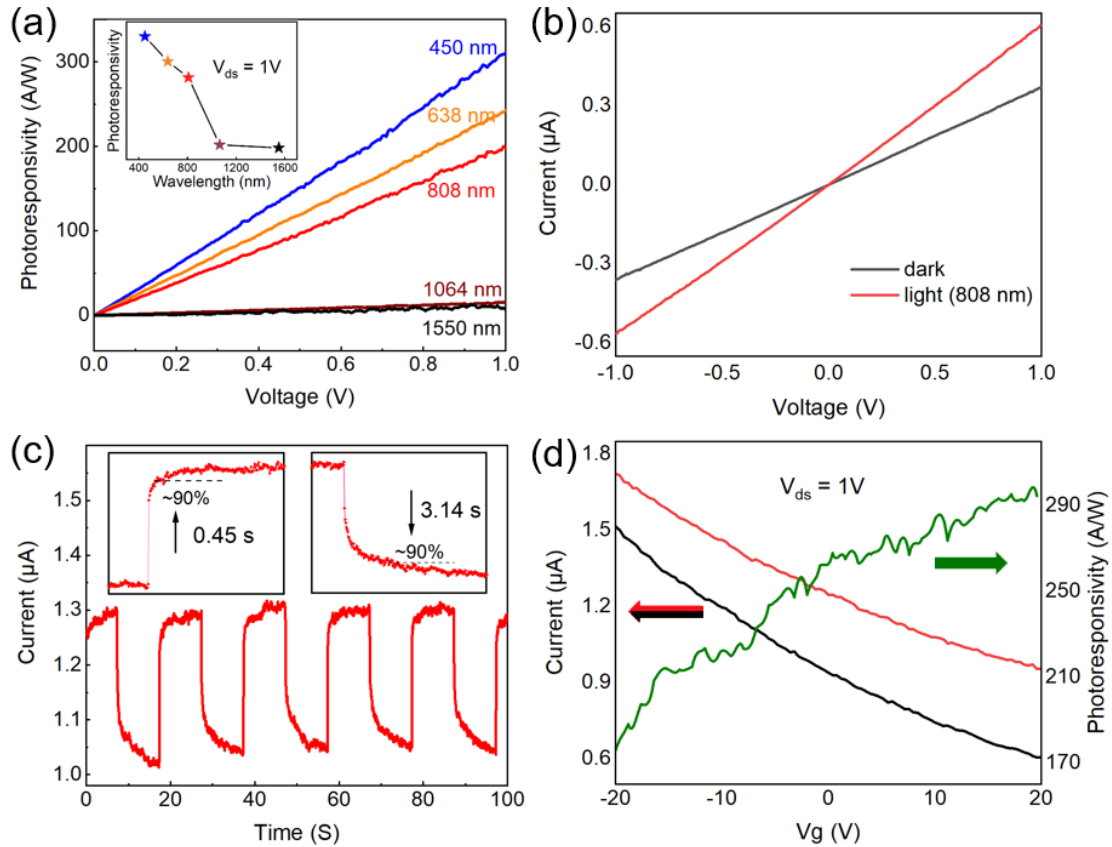 (a)
Photoresponsivity (A/W)
300
200
100
0
0.0
0.2
0.4
0.6
0.8
1.0
Voltage (V)
450 nm
638 nm
808 nm
1064 nm
1550 nm
Photoresponsivity
Vds = 1V
400
800
1200
1600
Wavelength (nm)
(b)
Current (μA)
0.6
0.3
0.0
-0.3
-0.6
-1.0
-0.5
0.0
0.5
1.0
Voltage (V)
dark
light (808 nm)
(c)
Current (μA)
1.5
1.4
1.3
1.2
1.1
1.0
0
20
40
60
80
100
Time (S)
~90%
0.45 s
3.14 s
~90%
(d)
Current (μA)
1.8
1.5
1.2
0.9
0.6
-20
-10
0
10
20
Vg (V)
Vds = 1V
290
250
210
170
Photoresponsivity (A/W)